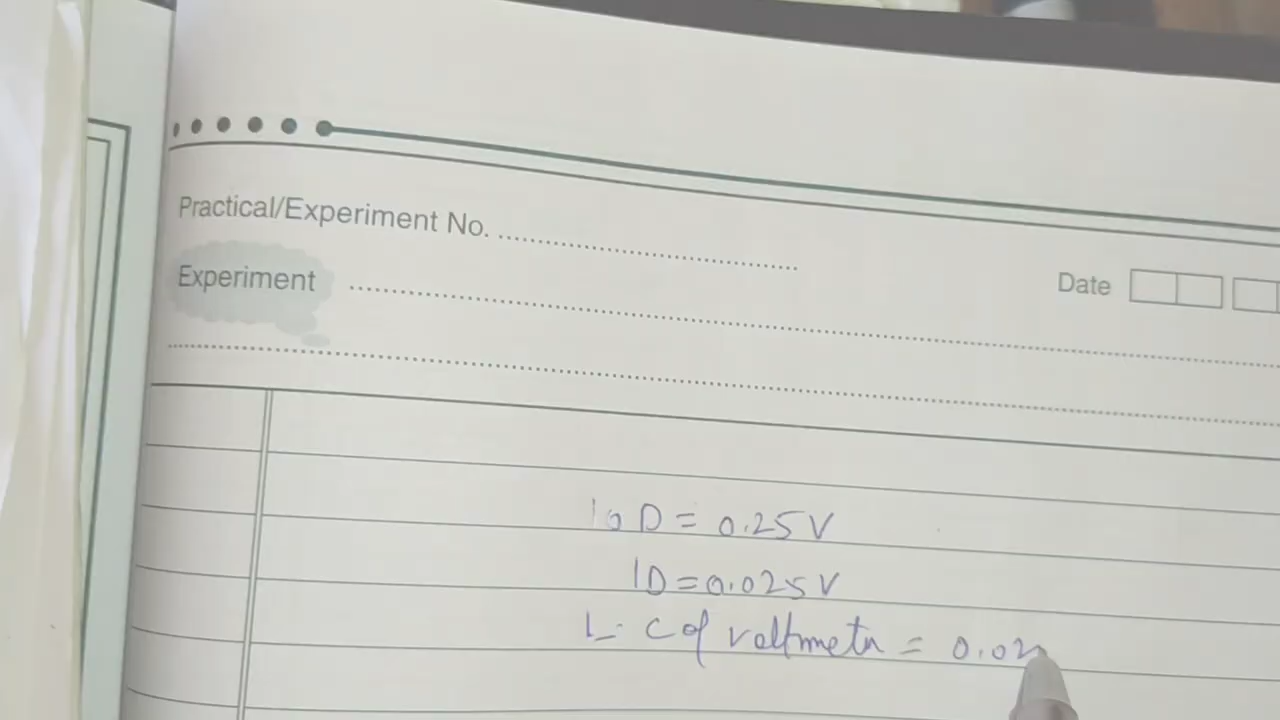 Practical/Experiment No.
Date
Experiment
10 D = 0.25 V
1D = 0.025 V
L. C of voltmeter = 0.02